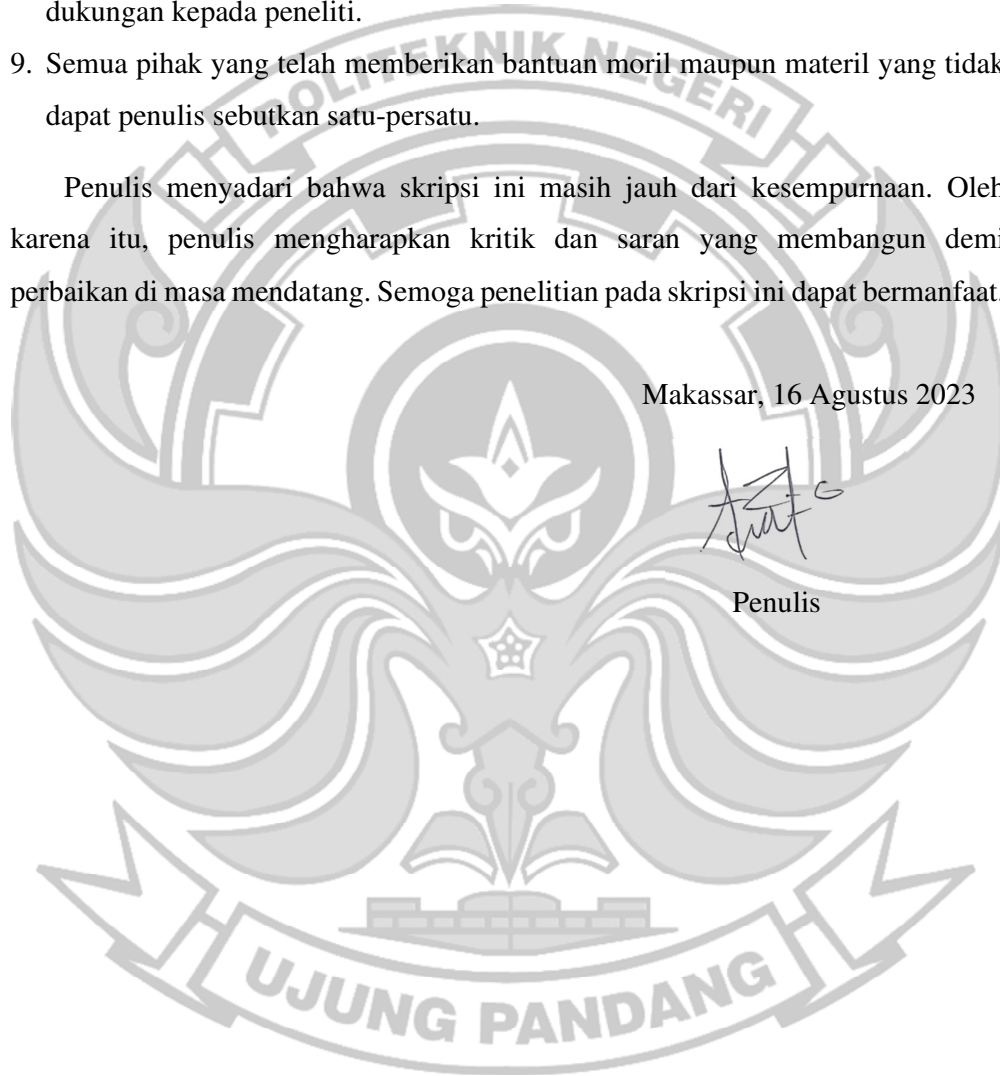 dukungan kepada peneliti.
9. Semua pihak yang telah memberikan bantuan moril maupun materil yang tidak
dapat penulis sebutkan satu-persatu.
Penulis menyadari bahwa skripsi ini masih jauh dari kesempurnaan. Oleh
karena itu, penulis mengharapkan kritik dan saran yang membangun demi
perbaikan di masa mendatang. Semoga penelitian pada skripsi ini dapat bermanfaat.
Makassar, 16 Agustus 2023
Penulis
POLITEKNIK NEGERI
UJUNG PANDANG